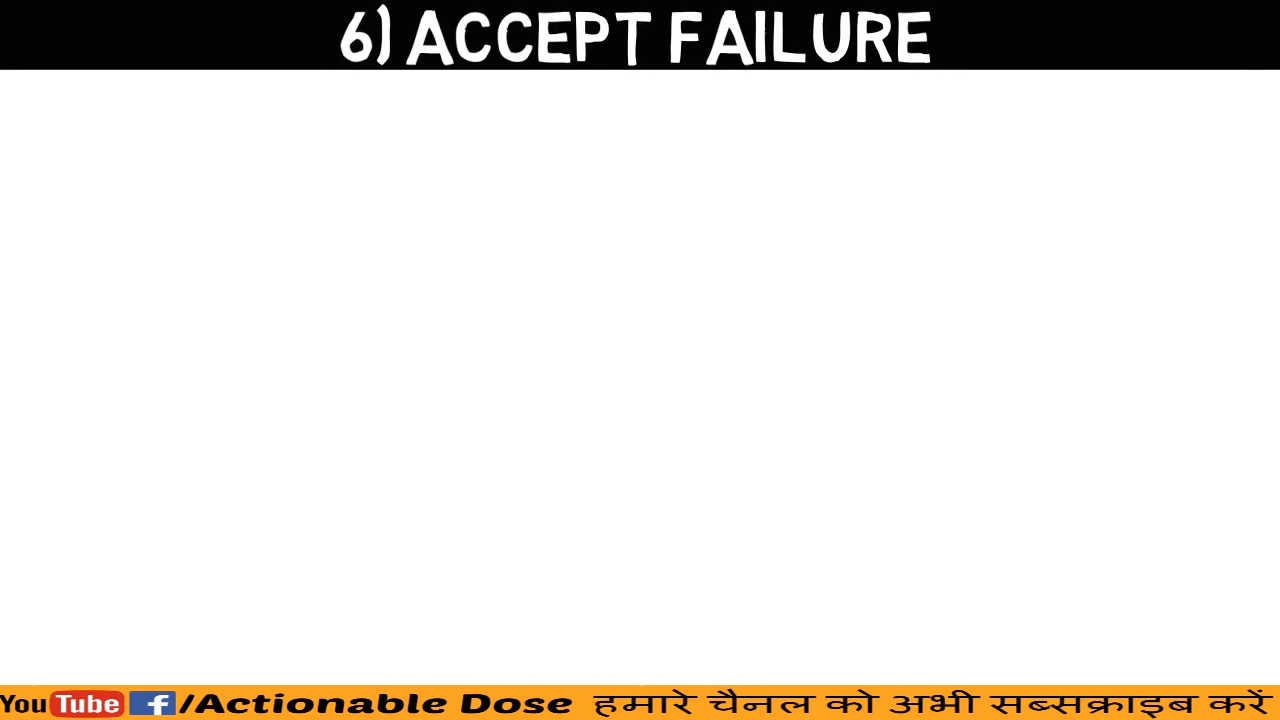 6) ACCEPT FAILURE
YouTube f/Actionable Dose हमारे चैनल को अभी सब्सक्राइब करें